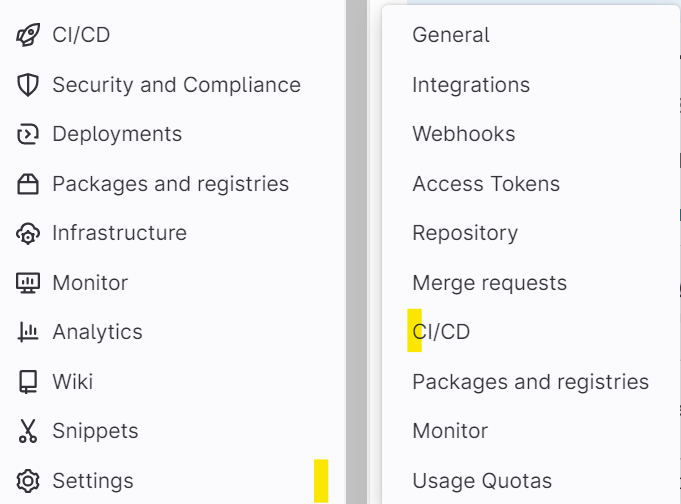 CI/CD
Security and Compliance
Deployments
Packages and registries
Infrastructure
Monitor
Analytics
Wiki
Snippets
Settings
General
Integrations
Webhooks
Access Tokens
Repository
Merge requests
CI/CD
Packages and registries
Monitor
Usage Quotas